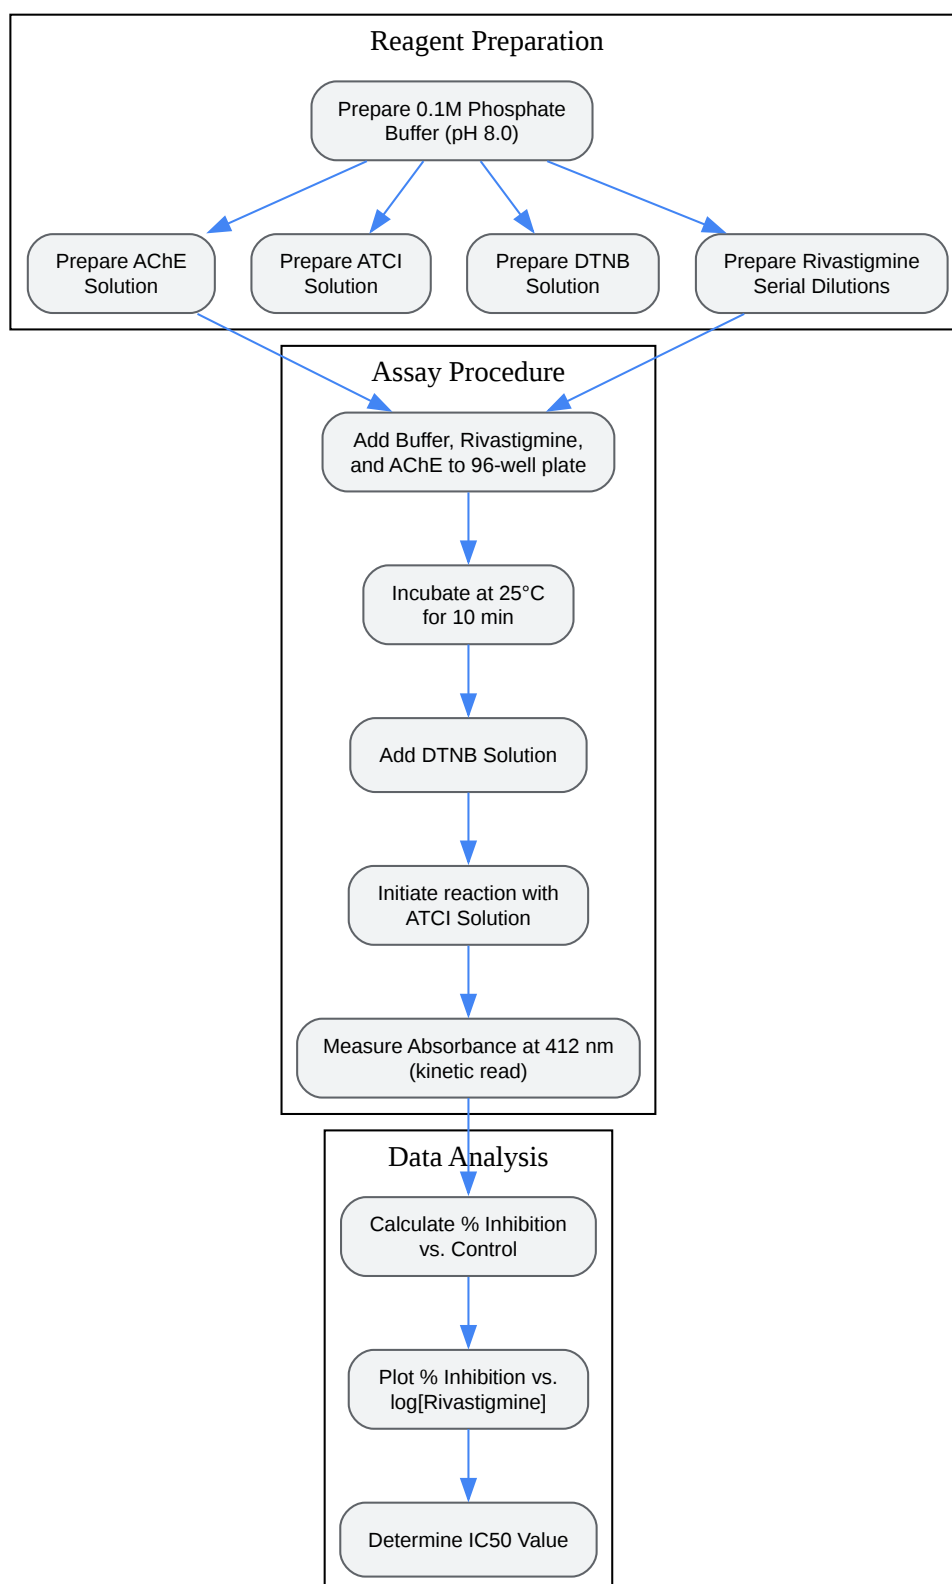 Reagent Preparation
Prepare 0.1M Phosphate
Buffer (pH 8.0)
Prepare AChE
Solution
Prepare ATCI
Solution
Prepare DTNB
Solution
Prepare Rivastigmine
Serial Dilutions
Assay Procedure
Add Buffer, Rivastigmine,
and AChE to 96-well plate
Incubate at 25°C
for 10 min
Add DTNB Solution
Initiate reaction with
ATCI Solution
Measure Absorbance at 412 nm
(kinetic read)
Data Analysis
Calculate % Inhibition
vs. Control
Plot % Inhibition vs.
log[Rivastigmine]
Determine IC50 Value